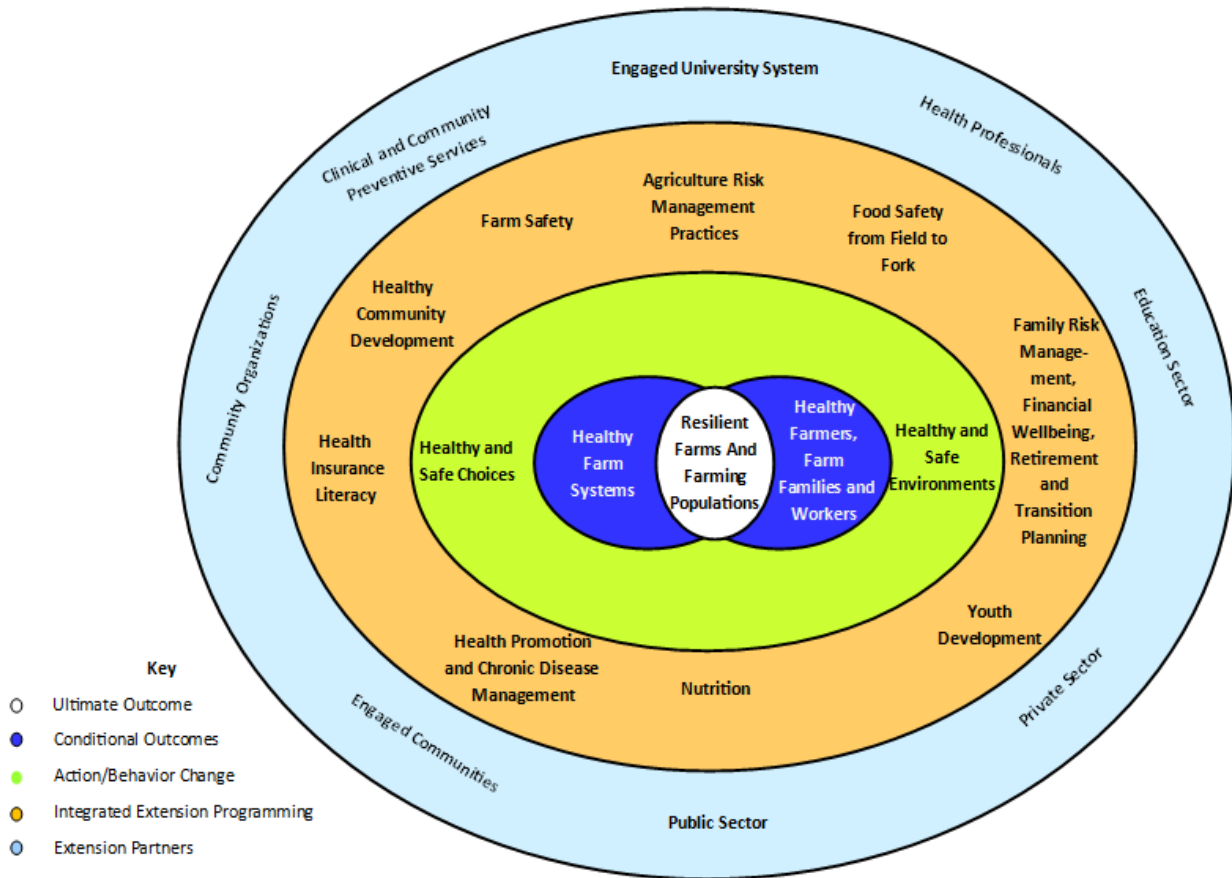 Engaged University System
Health Professionals
Clinical and Community
Preventive Services
Agriculture Risk
Management
Practices
Farm Safety
Food Safety
from Field to
Fork
Healthy
Community
Development
Community Organizations
Education Sector
Family Risk
Manage-
ment,
Financial
Wellbeing,
Retirement
and
Transition
Planning
Health
Insurance
Literacy
Healthy and
Safe Choices
Healthy
Farm
Systems
Resilient
Farms And
Farming
Populations
Healthy
Farmers,
Farm
Families and
Workers
Healthy and
Safe
Environments
Youth
Development
Health Promotion
and Chronic Disease
Management
Nutrition
Private Sector
Engaged Communities
Public Sector
Key
Ultimate Outcome
Conditional Outcomes
Action/Behavior Change
Integrated Extension Programming
Extension Partners